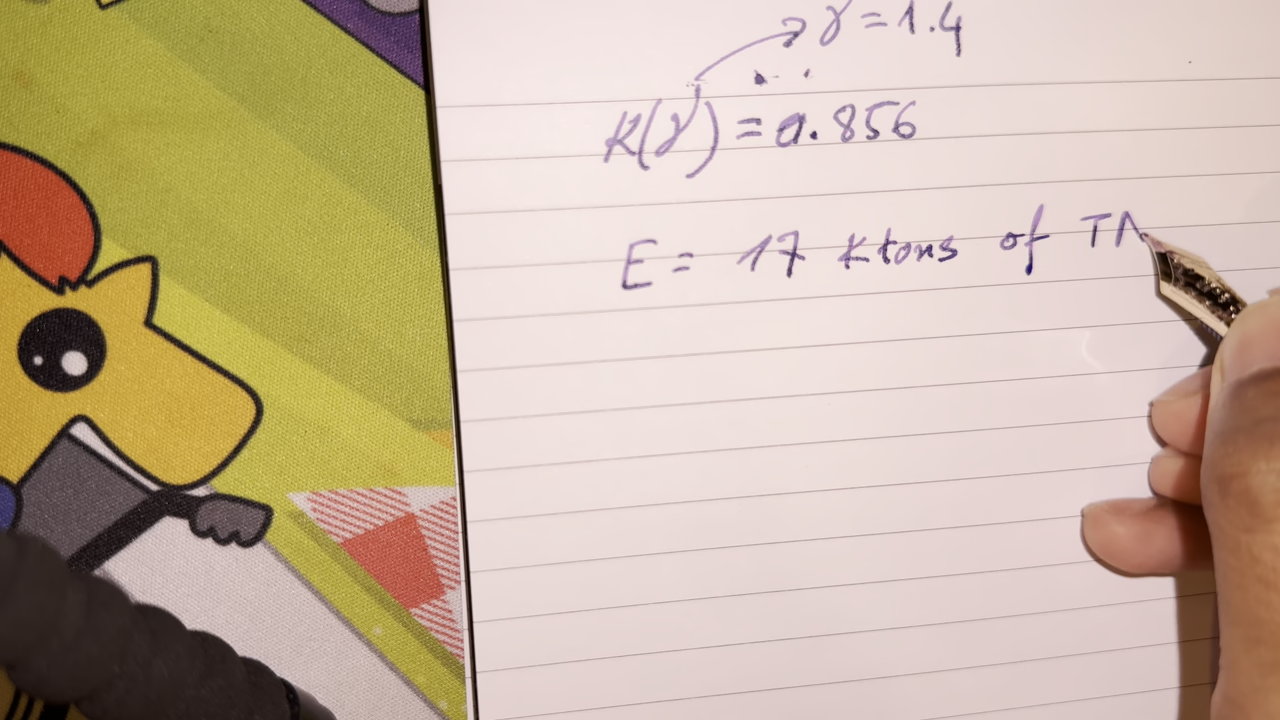 γ = 1.4
K(γ) = 0.856
E = 17 ktons of TN